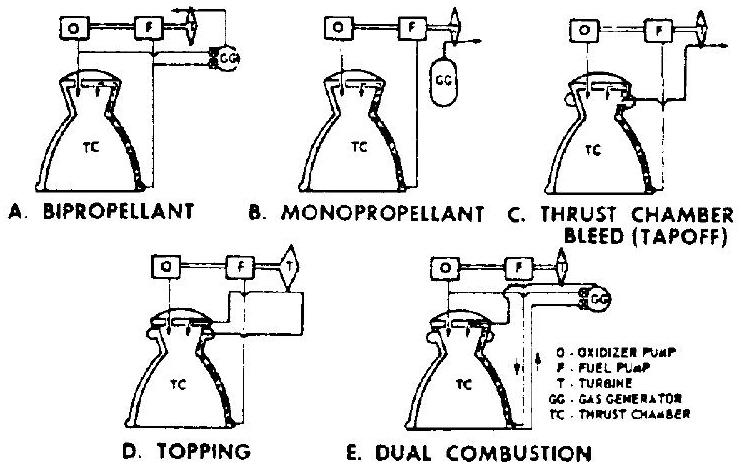 O F T
GG
TC
A. BIPROPELLANT
O F T
GG
TC
B. MONOPROPELLANT
O F T
TC
C. THRUST CHAMBER
BLEED (TAPOFF)
O F T
TC
D. TOPPING
O F T
GG
TC
E. DUAL COMBUSTION
O - OXIDIZER PUMP
F - FUEL PUMP
T - TURBINE
GG - GAS GENERATOR
TC - THRUST CHAMBER